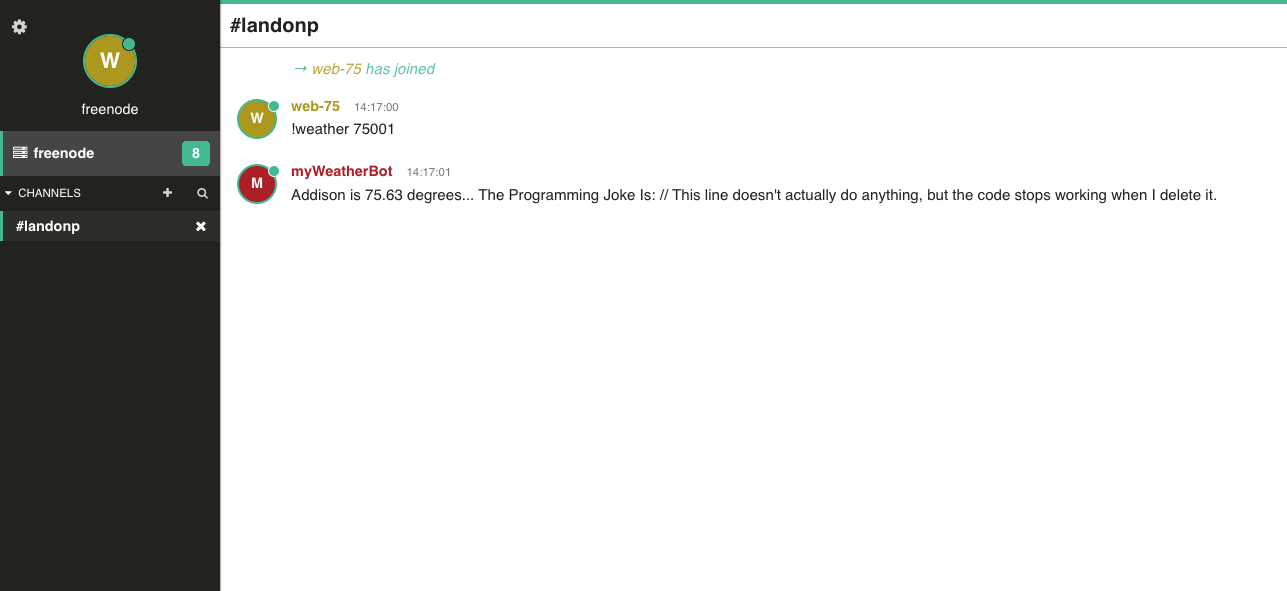 W
freenode
freenode 8
CHANNELS
#landonp
#landonp
→ web-75 has joined
W
web-75 14:17:00
!weather 75001
M
myWeatherBot 14:17:01
Addison is 75.63 degrees... The Programming Joke Is: // This line doesn't actually do anything, but the code stops working when I delete it.